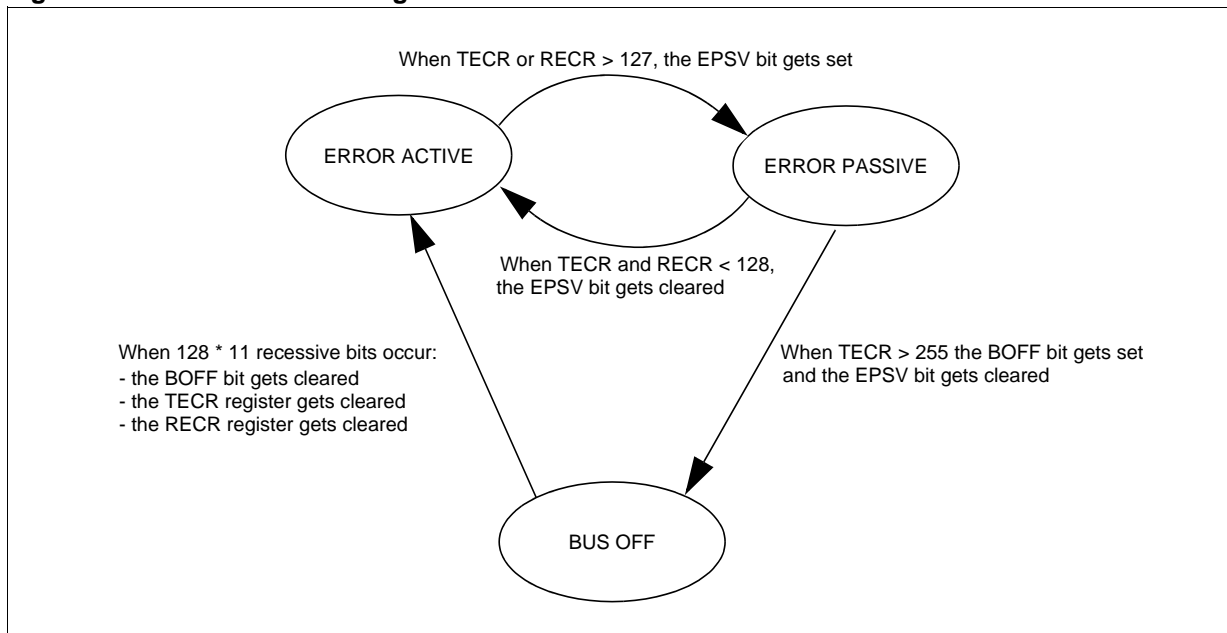 When TECR or RECR > 127, the EPSV bit gets set
ERROR ACTIVE
ERROR PASSIVE
When TECR and RECR < 128,
the EPSV bit gets cleared
When 128 * 11 recessive bits occur:
- the BOFF bit gets cleared
- the TECR register gets cleared
- the RECR register gets cleared
When TECR > 255 the BOFF bit gets set
and the EPSV bit gets cleared
BUS OFF